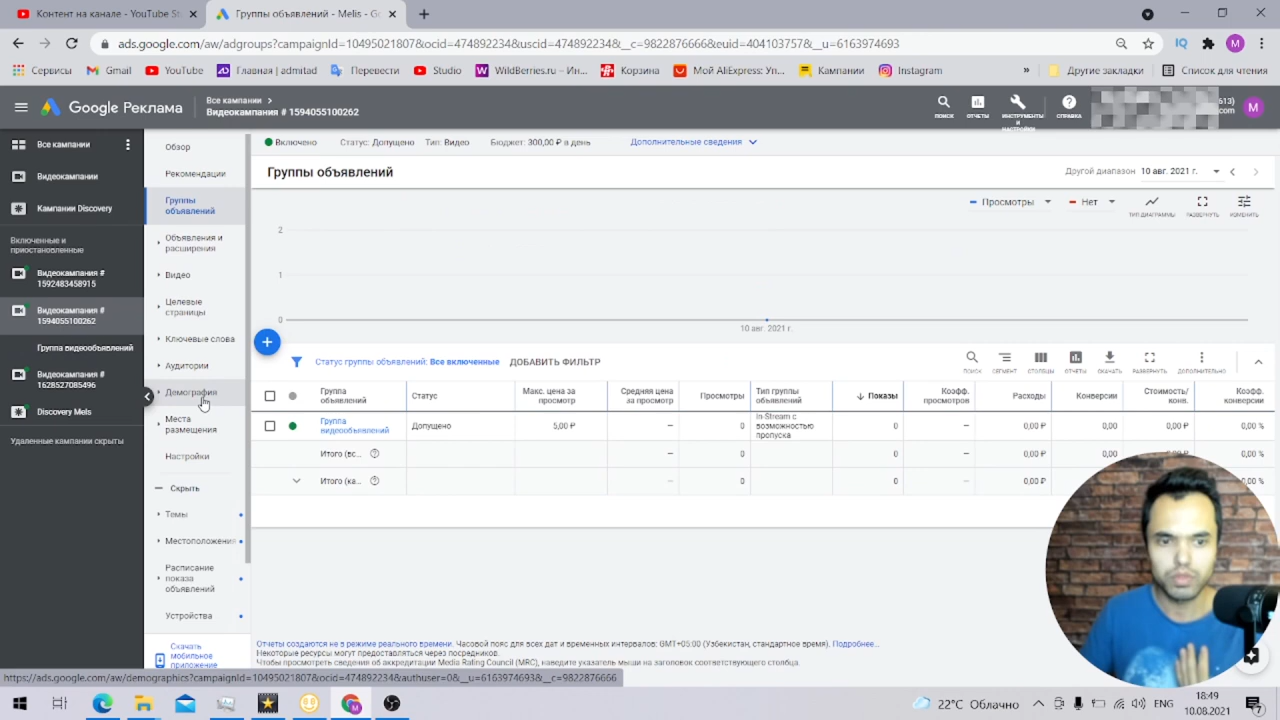 Контент на канале - YouTube St
Группы объявлений - Melis - Go
ads.google.com/aw/adgroups?campaignId=10495021807&ocid=474892234&uscid=474892234&__c=9822876666&euid=404103757&__u=6163974693
Сервисы
Gmail
YouTube
Главная | admitad
Перевести
Studio
WildBerries.ru – Ин...
Корзина
Мой AliExpress: Уп...
Кампании
Instagram
»
Другие закладки
Список для чтения
Google Реклама
Все кампании >
Видеокампания # 1594055100262
ПОИСК
ОТЧЕТЫ
ИНСТРУМЕНТЫ И НАСТРОЙКИ
СПРАВКА
613)
com
M
Все кампании
Видеокампании
Кампании Discovery
Включенные и
приостановленные
Видеокампания #
1592483458915
Видеокампания #
1594055100262
Группа видеообъявлений
Видеокампания #
1628527085496
Discovery Mels
Удаленные кампании скрыты
Обзор
Рекомендации
Группы
объявлений
Объявления и
расширения
Видео
Целевые
страницы
Ключевые слова
Аудитории
Демография
Места
размещения
Настройки
Скрыть
Темы
Местоположения
Расписание
показа
объявлений
Устройства
Скачать
мобильное
приложение
Включено
Статус: Допущено
Тип: Видео
Бюджет: 300,00 ₽ в день
Дополнительные сведения
Группы объявлений
Другой диапазон
10 авг. 2021 г.
Просмотры
Нет
ТИП ДИАГРАММЫ
РАЗВЕРНУТЬ
ИЗМЕНИТЬ
2
1
0
10 авг. 2021 г.
Статус группы объявлений: Все включенные
ДОБАВИТЬ ФИЛЬТР
ПОИСК
СЕГМЕНТ
СТОЛБЦЫ
ОТЧЕТЫ
СКАЧАТЬ
РАЗВЕРНУТЬ
ДОПОЛНИТЕЛЬНО
Группа объявлений
Статус
Макс. цена за просмотр
Средняя цена за просмотр
Просмотры
Тип группы объявлений
Показы
Коэфф. просмотров
Расходы
Конверсии
Стоимость/ конв.
Коэфф. конверсии
Группа видеообъявлений
Допущено
5,00 ₽
–
0
In-Stream с возможностью пропуска
0
–
0,00 ₽
0,00
0,00 ₽
0,00 %
Итого (вс...
–
0
0
–
0,00 ₽
0,00
0,00 ₽
0,00 %
Итого (ка...
–
0
0
–
0,00 ₽
0,00 %
Отчеты создаются не в режиме реального времени. Часовой пояс для всех дат и временных интервалов: GMT+05:00 (Узбекистан, стандартное время). Подробнее...
Некоторые ресурсы могут предоставляться через посредников.
Чтобы просмотреть сведения об аккредитации Media Rating Council (MRC), наведите указатель мыши на заголовок соответствующего столбца.
https://ads.google.com/aw/demographics?campaignId=10495021807&ocid=474892234&authuser=0&__u=6163974693&__c=9822876666
22°C Облачно
ENG
18:49
10.08.2021
7